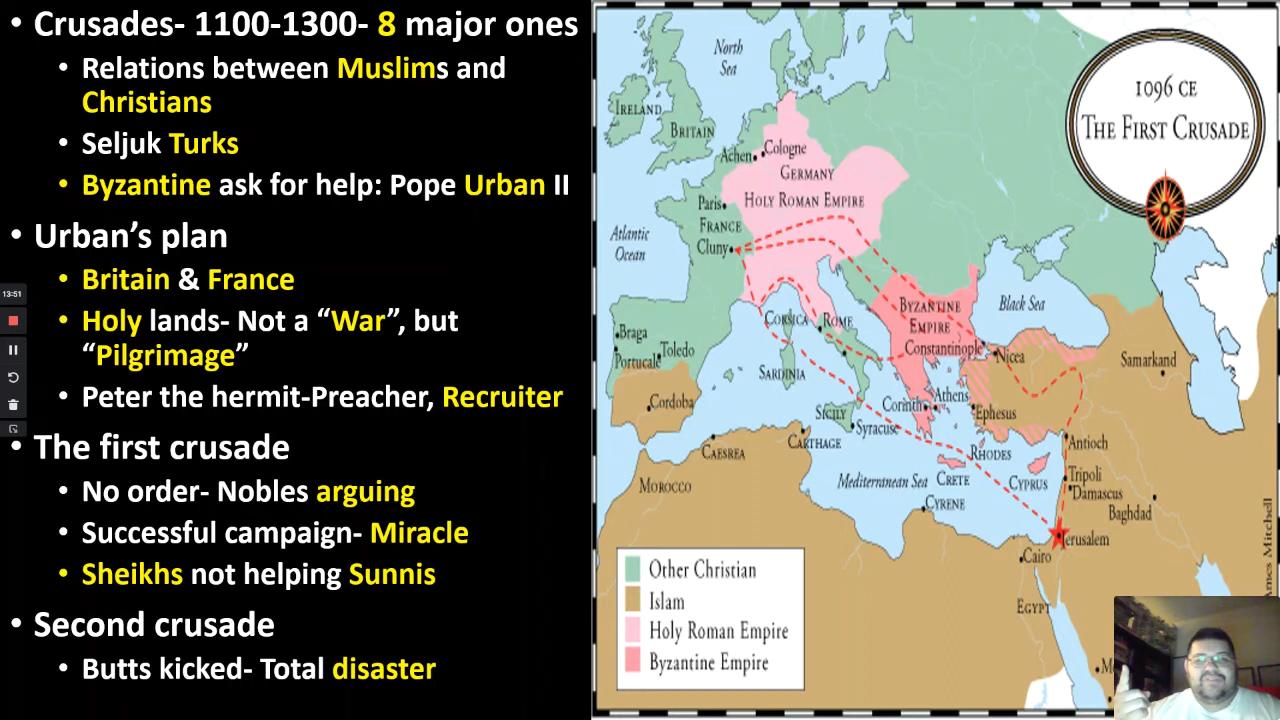 Crusades- 1100-1300- 8 major ones
Relations between Muslims and
Christians
Seljuk Turks
Byzantine ask for help: Pope Urban II
Urban's plan
Britain & France
Holy lands- Not a “War”, but
“Pilgrimage”
Peter the hermit-Preacher, Recruiter
The first crusade
No order- Nobles arguing
Successful campaign- Miracle
Sheikhs not helping Sunnis
Second crusade
Butts kicked- Total disaster
13:51
1096 CE
THE FIRST CRUSADE
North
Sea
IRELAND
BRITAIN
Achen
Cologne
GERMANY
HOLY ROMAN EMPIRE
Paris
FRANCE
Cluny
Atlantic
Ocean
BYZANTINE
EMPIRE
Constantinople
Black Sea
Nicea
CORSICA
ROME
Braga
Portucale
Toledo
SARDINIA
Samarkand
Cordoba
SICILY
Syracuse
Corinth
Athens
Ephesus
CARTHAGE
CAESREA
Antioch
RHODES
MOROCCO
Mediterranean Sea
CRETE
CYPRUS
Tripoli
Damascus
CYRENE
Baghdad
Jerusalem
Cairo
EGYPT
Other Christian
Islam
Holy Roman Empire
Byzantine Empire
Mitchell